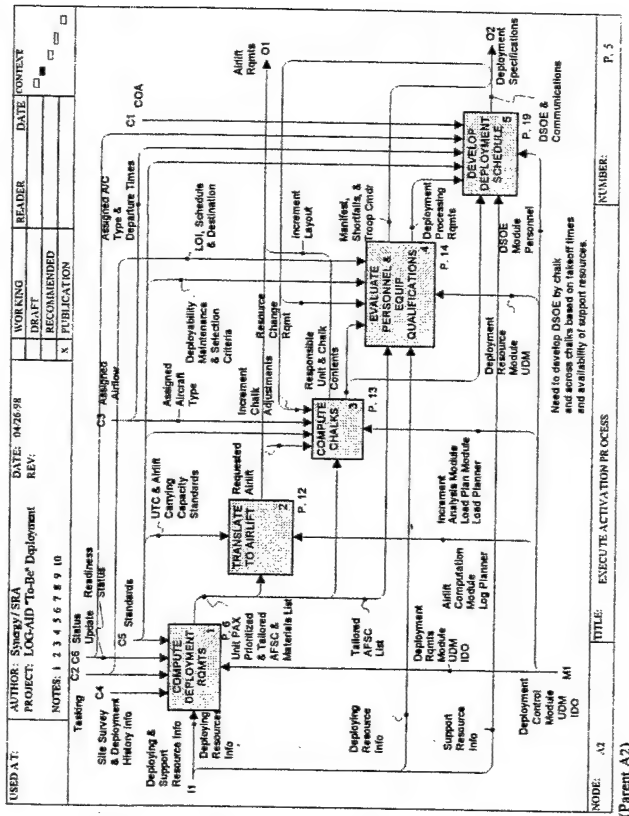 USED AT:
AUTHOR: Synergy / SRA
DATE: 04-26-98
WORKING
READER
DATE
CONTEXT
PROJECT: LOG-AID "To-Be" Deployment
REV:
DRAFT
RECOMMENDED
NOTES: 1 2 3 4 5 6 7 8 9 10
X PUBLICATION
Tasking
C2
C6
Status
Update
Readiness
Status
C3 Assigned
Airflow
Assigned A/C
Type &
Departure Times
C1 COA
Site Survey
& Deployment
History Info
C4
C5 Standards
UTC & Airlift
Carrying
Capacity
Standards
Assigned
Aircraft
Type
Deployability
Maintenance
& Selection
Criteria
LOI, Schedule
& Destination
Deploying &
Support
Resource Info
Deploying
Resources
Info
I1
COMPUTE
DEPLOYMENT
RQMTS
1
P. 6
Unit PAX
Prioritized
& Tailored
AFSC &
Materials List
Requested
Airlift
TRANSLATE
TO AIRLIFT
2
P. 12
Increment
Chalk
Adjustments
Resource
Change
Rqmt
Increment
Layout
Airlift
Rqmts
O1
COMPUTE
CHALKS
3
P. 13
Responsible
Unit & Chalk
Contents
Tailored
AFSC
List
EVALUATE
PERSONNEL &
EQUIP
QUALIFICATIONS
4
P. 14
Manifest,
Shortfalls, &
Troop Cmdr
Deployment
Processing
Rqmts
DEVELOP
DEPLOYMENT
SCHEDULE
5
P. 19
O2
Deployment
Specifications
DSOE &
Communications
Deploying
Resource
Info
Support
Resource
Info
Deployment
Rqmts
Module
UDM
IDO
Airlift
Computation
Module
Log Planner
Increment
Analysis Module
Load Plan Module
Load Planner
Deployment
Resource
Module
UDM
DSOE
Module
Personnel
Deployment
Control
Module
UDM
IDO
M1
Need to develop DSOE by chalk
and across chalks based on takeoff times
and availability of support resources.
NODE: A2
TITLE: EXECUTE ACTIVATION PROCESS
NUMBER:
P. 5
(Parent A2)